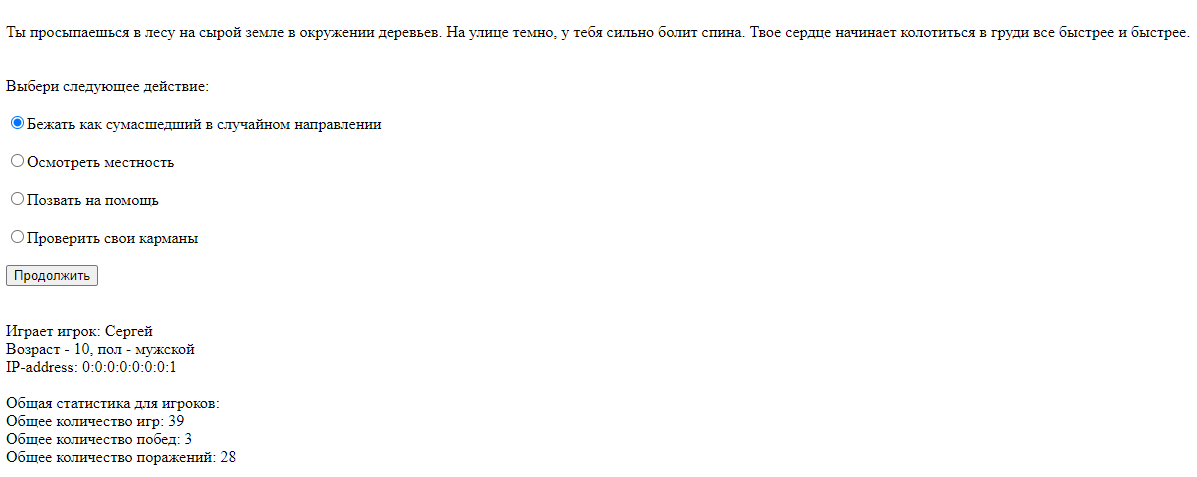 Ты просыпаешься в лесу на сырой земле в окружении деревьев. На улице темно, у тебя сильно болит спина. Твое сердце начинает колотиться в груди все быстрее и быстрее.
Выбери следующее действие:
Бежать как сумасшедший в случайном направлении
Осмотреть местность
Позвать на помощь
Проверить свои карманы
Продолжить
Играет игрок: Сергей
Возраст - 10, пол - мужской
IP-address: 0:0:0:0:0:0:0:1
Общая статистика для игроков:
Общее количество игр: 39
Общее количество побед: 3
Общее количество поражений: 28